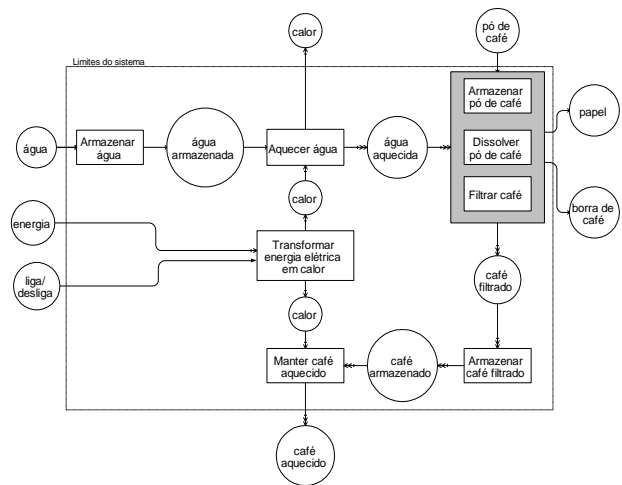 calor
pó de
café
Limites do sistema
Armazenar
pó de café
papel
água
Armazenar
água
água
armazenada
Aquecer água
água
aquecida
Dissolver
pó de café
Filtrar café
calor
borra de
café
energia
Transformar
energia elétrica
em calor
liga/
desliga
café
filtrado
calor
Manter café
aquecido
café
armazenado
Armazenar
café filtrado
café
aquecido